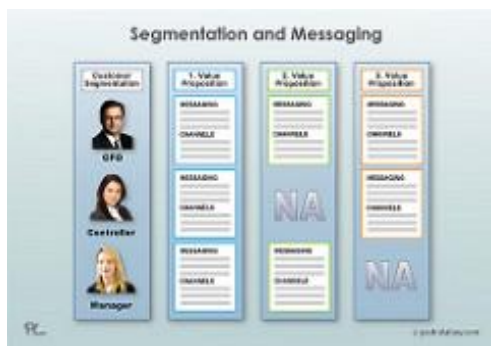 Segmentation and Messaging
Customer
Segmentation
1. Value
Proposition
2. Value
Proposition
3. Value
Proposition
CFO
MESSAGING
CHANNELS
MESSAGING
CHANNELS
MESSAGING
CHANNELS
Controller
MESSAGING
CHANNELS
NA
MESSAGING
CHANNELS
Manager
MESSAGING
CHANNELS
MESSAGING
CHANNELS
NA